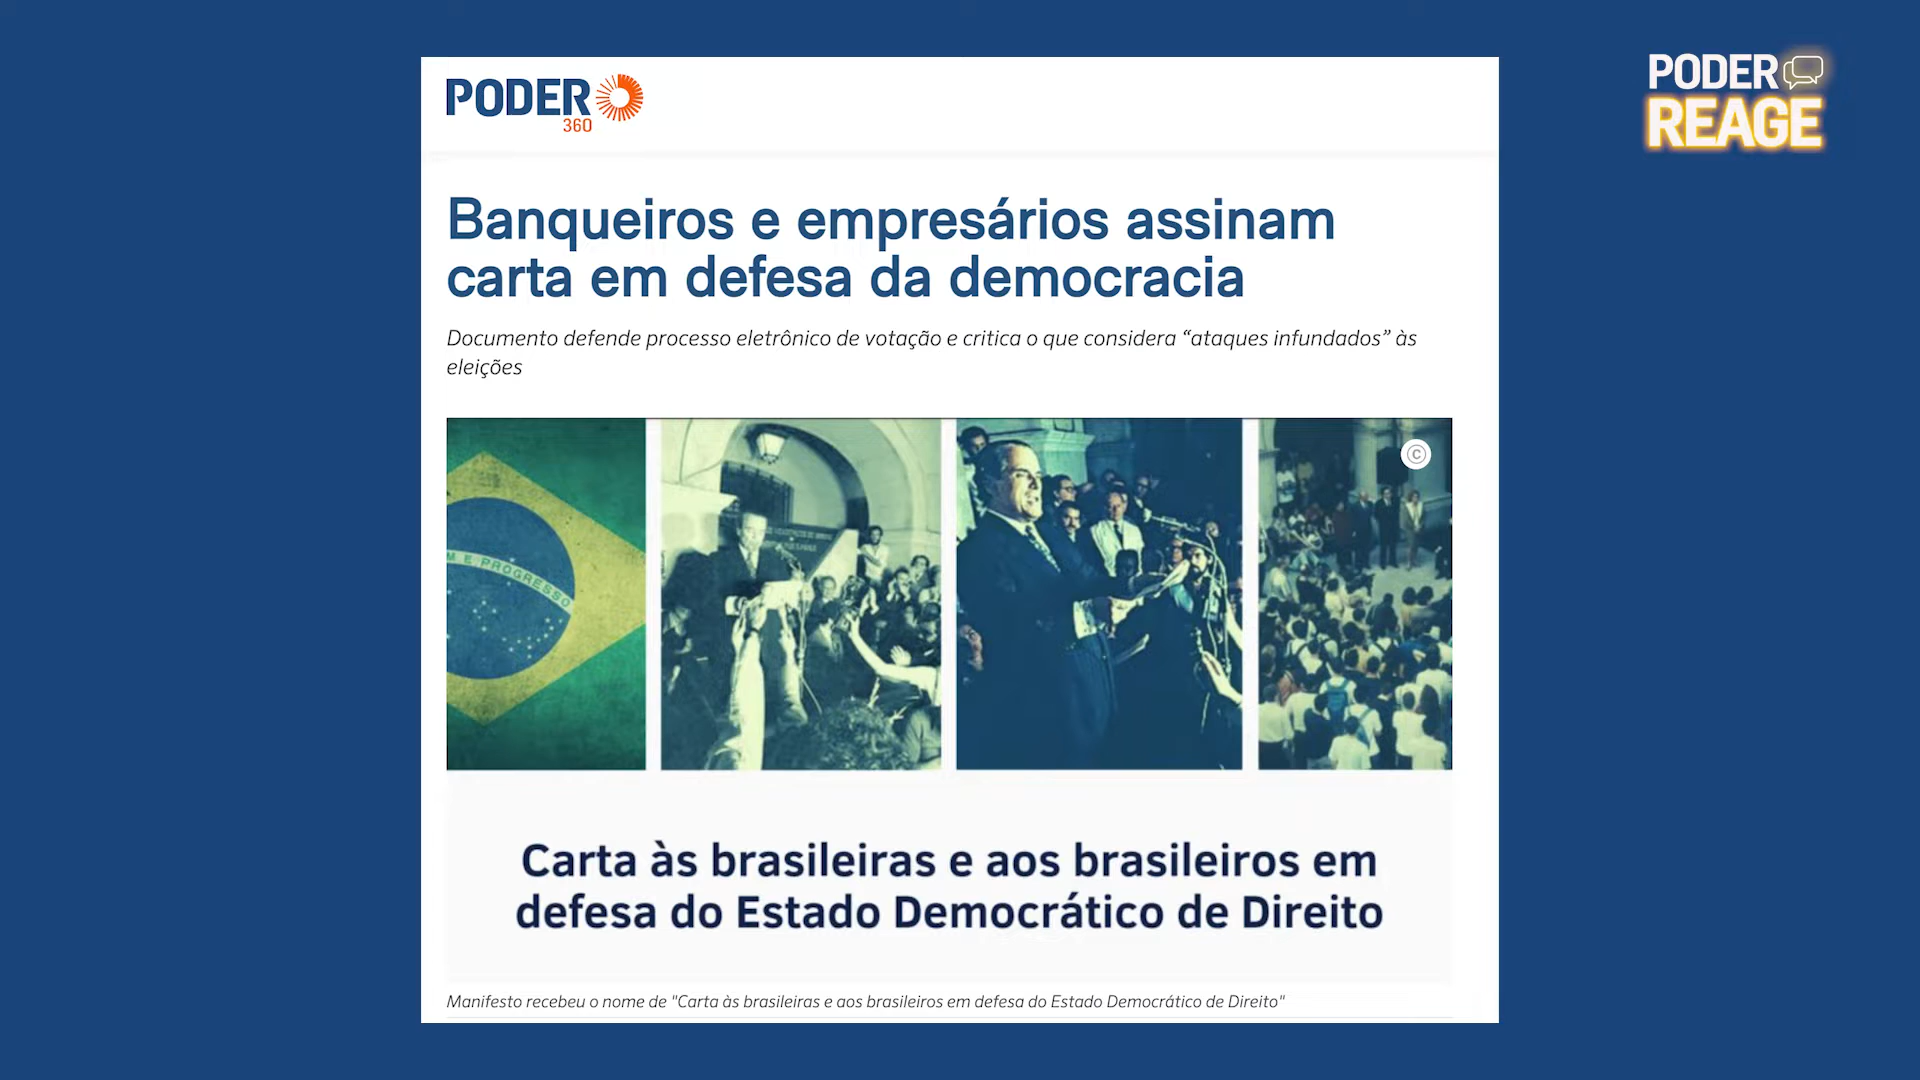 PODER
360
PODER
REAGE
Banqueiros e empresários assinam
carta em defesa da democracia
Documento defende processo eletrônico de votação e critica o que considera “ataques infundados” às
eleições
M E PROGRESSO
©
Carta às brasileiras e aos brasileiros em
defesa do Estado Democrático de Direito
Manifesto recebeu o nome de "Carta às brasileiras e aos brasileiros em defesa do Estado Democrático de Direito"